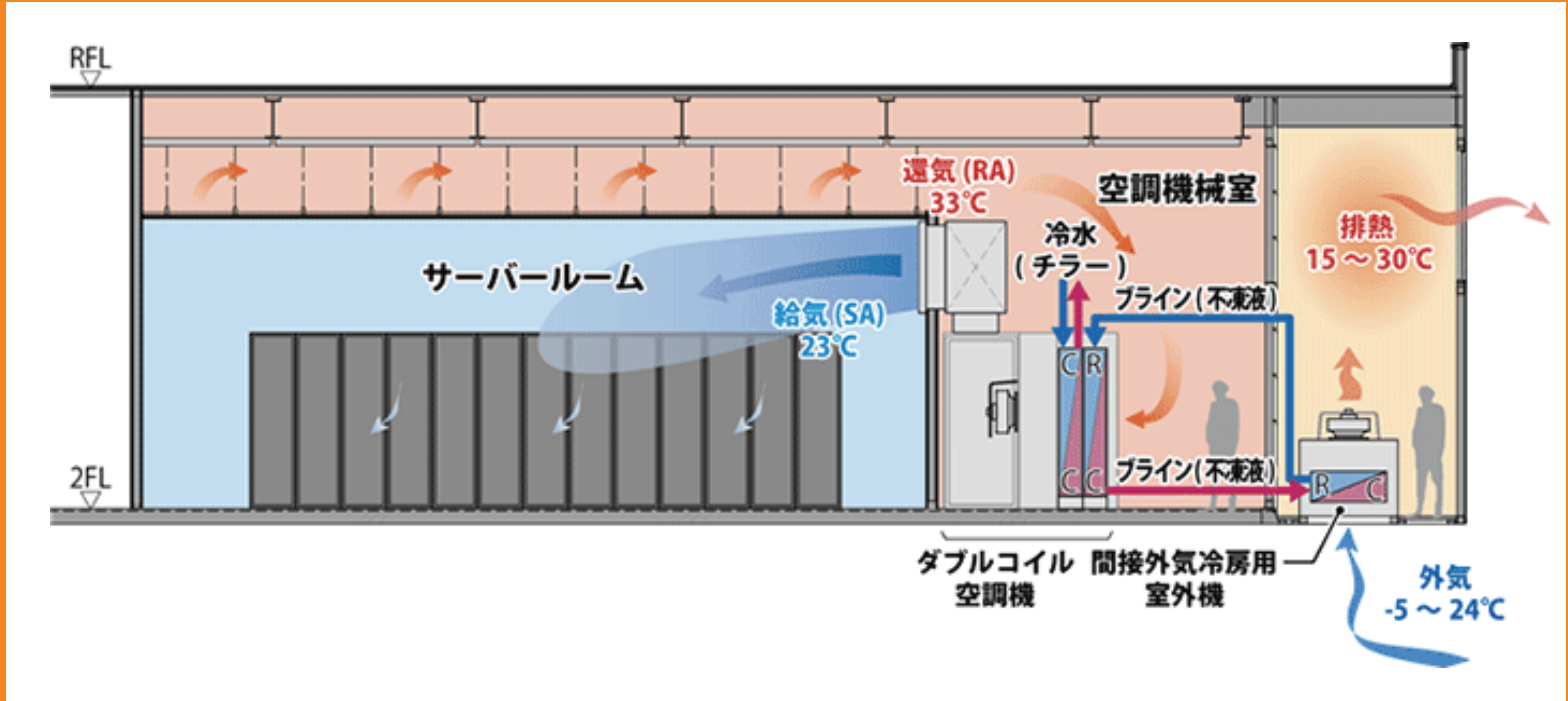 RFL
還気 (RA)
33℃
空調機械室
冷水
( チラー )
排熱
15 ～ 30℃
サーバールーム
給気 (SA)
23℃
ブライン ( 不凍液 )
C R
C C
ブライン ( 不凍液 )
R C
2FL
ダブルコイル
空調機
間接外気冷房用
室外機
外気
-5 ～ 24℃